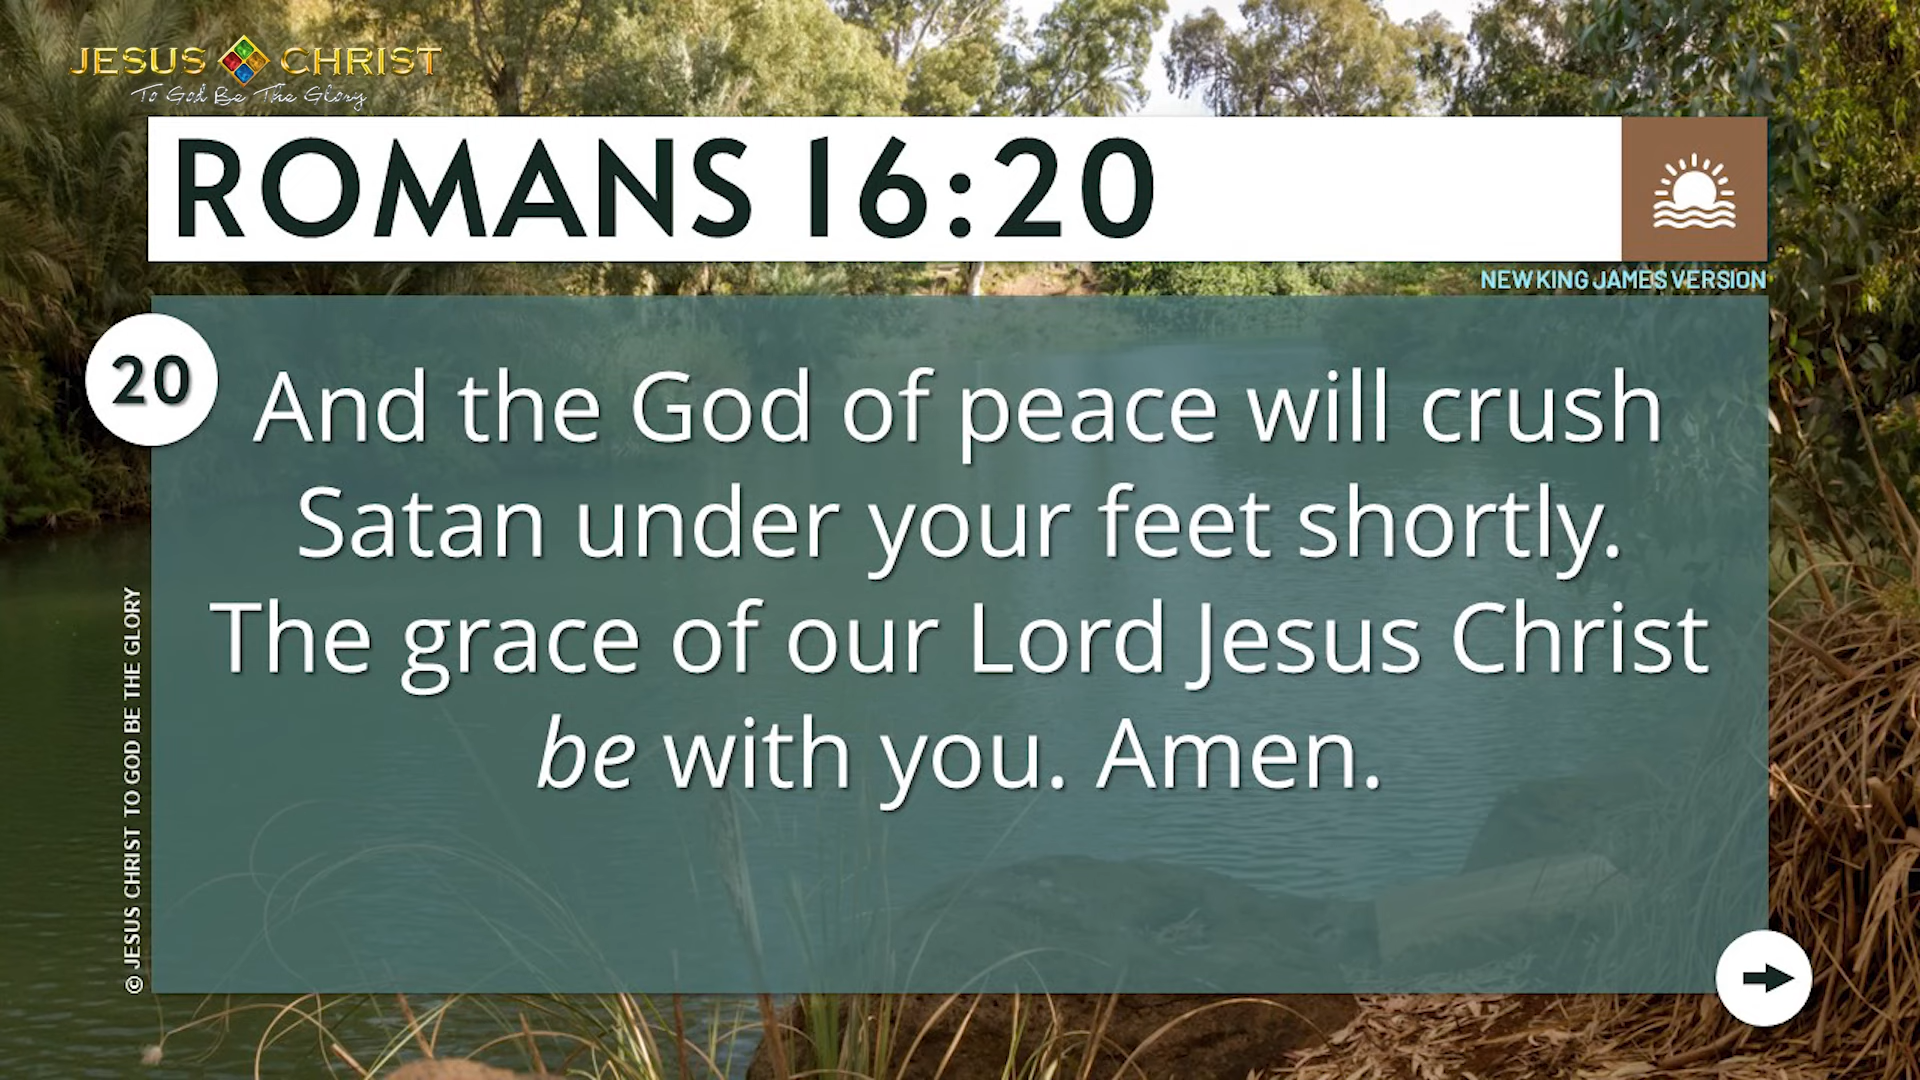 JESUS CHRIST
To God Be The Glory
ROMANS 16:20
NEW KING JAMES VERSION
20
And the God of peace will crush
Satan under your feet shortly.
The grace of our Lord Jesus Christ
be with you. Amen.
© JESUS CHRIST TO GOD BE THE GLORY